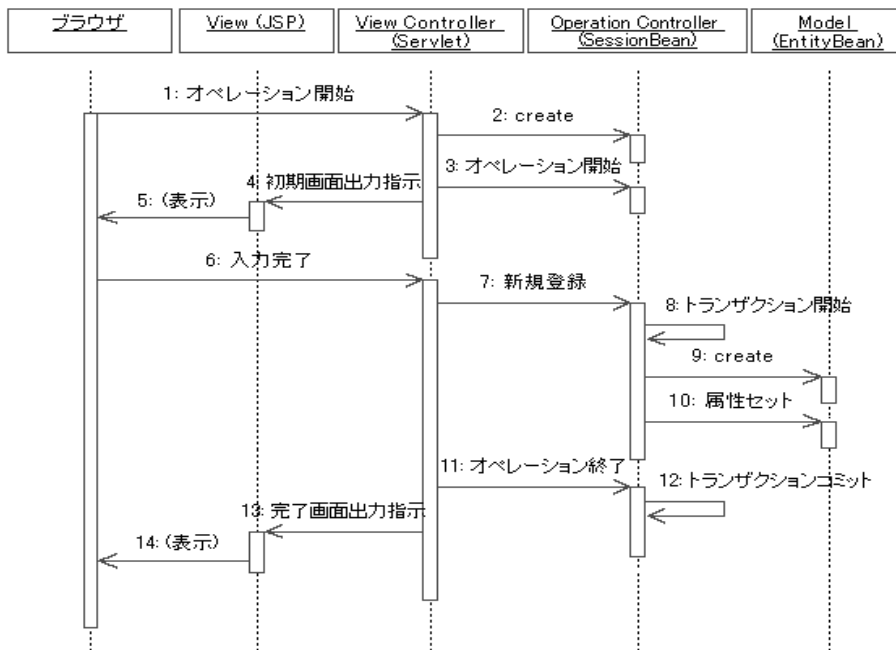 ブラウザ
View (JSP)
View Controller
(Servlet)
Operation Controller
(SessionBean)
Model
(EntityBean)
1: オペレーション開始
2: create
3: オペレーション開始
4: 初期画面出力指示
5: (表示)
6: 入力完了
7: 新規登録
8: トランザクション開始
9: create
10: 属性セット
11: オペレーション終了
12: トランザクションコミット
13: 完了画面出力指示
14: (表示)